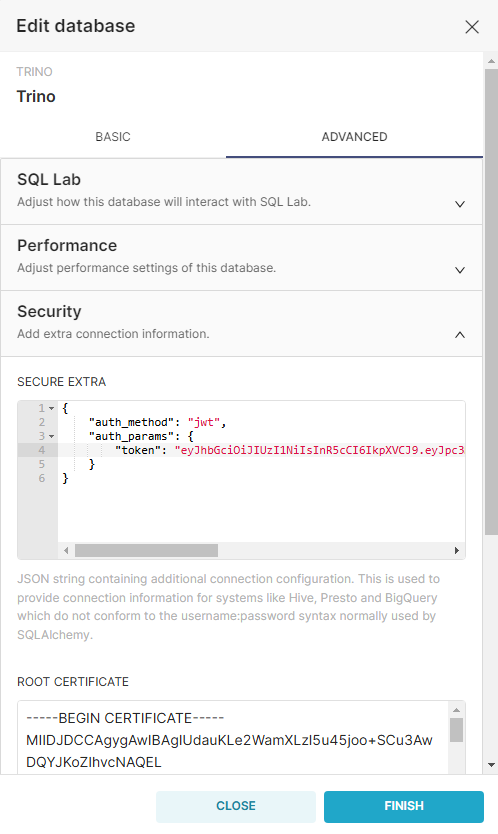 Edit database
TRINO
Trino
BASIC ADVANCED
SQL Lab
Adjust how this database will interact with SQL Lab.
Performance
Adjust performance settings of this database.
Security
Add extra connection information.
SECURE EXTRA
1 {
2 "auth_method": "jwt",
3 "auth_params": {
4 "token": "eyJhbGciOiJIUzI1NiIsInR5cCI6IkpXVCJ9.eyJpc3
5 }
6 }
JSON string containing additional connection configuration. This is used to
provide connection information for systems like Hive, Presto and BigQuery
which do not conform to the username:password syntax normally used by
SQLAlchemy.
ROOT CERTIFICATE
-----BEGIN CERTIFICATE-----
MIIDJDCCAgygAwIBAgIUdauKLe2WamXLzI5u45joo+SCu3Aw
DQYJKoZIhvcNAQEL
CLOSE FINISH